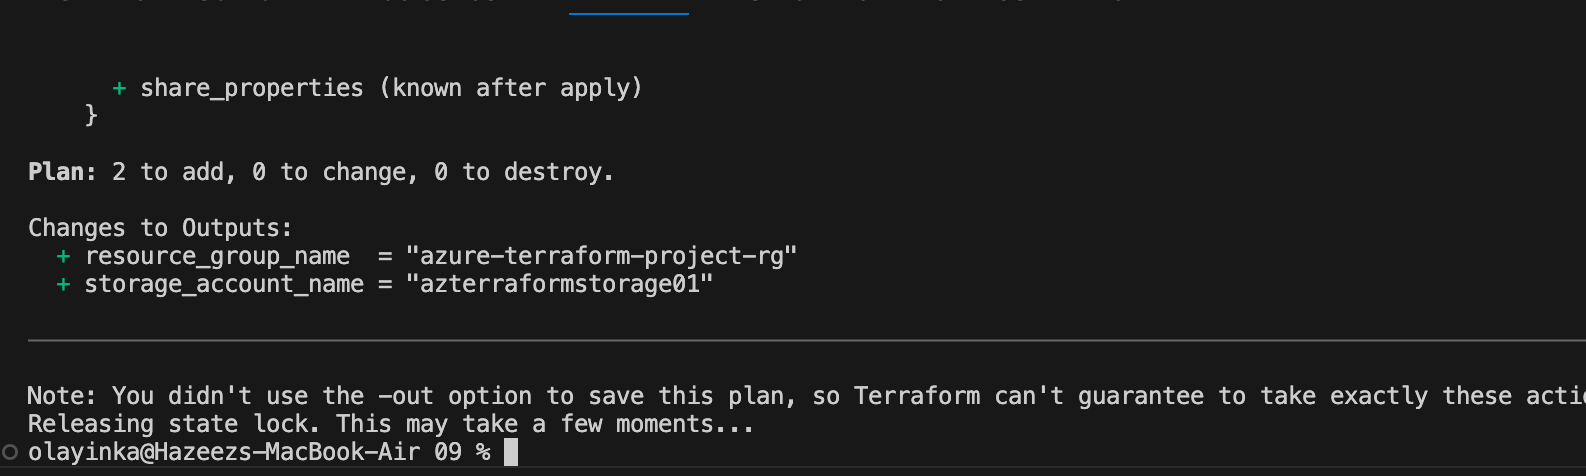 + share_properties (known after apply)
}
Plan: 2 to add, 0 to change, 0 to destroy.
Changes to Outputs:
+ resource_group_name  = "azure-terraform-project-rg"
+ storage_account_name = "azterraformstorage01"
Note: You didn't use the -out option to save this plan, so Terraform can't guarantee to take exactly these
Releasing state lock. This may take a few moments...
olayinka@Hazeezs-MacBook-Air 09 %